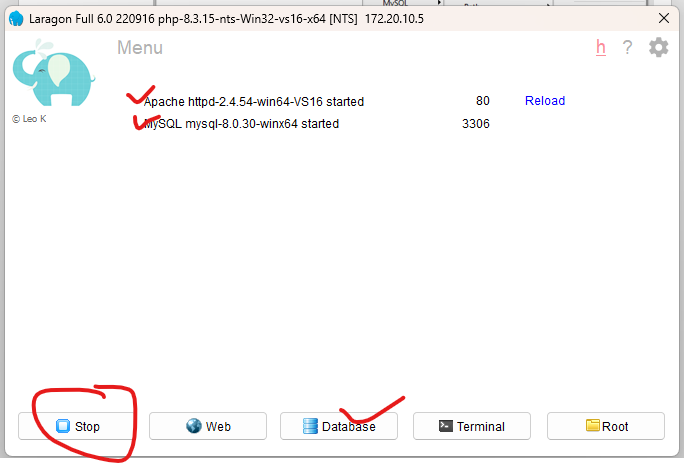 MySQL
Laragon Full 6.0 220916 php-8.3.15-nts-Win32-vs16-x64 [NTS] 172.20.10.5
Menu
h ?
Apache httpd-2.4.54-win64-VS16 started 80 Reload
© Leo K
MySQL mysql-8.0.30-winx64 started 3306
Stop Web Database Terminal Root